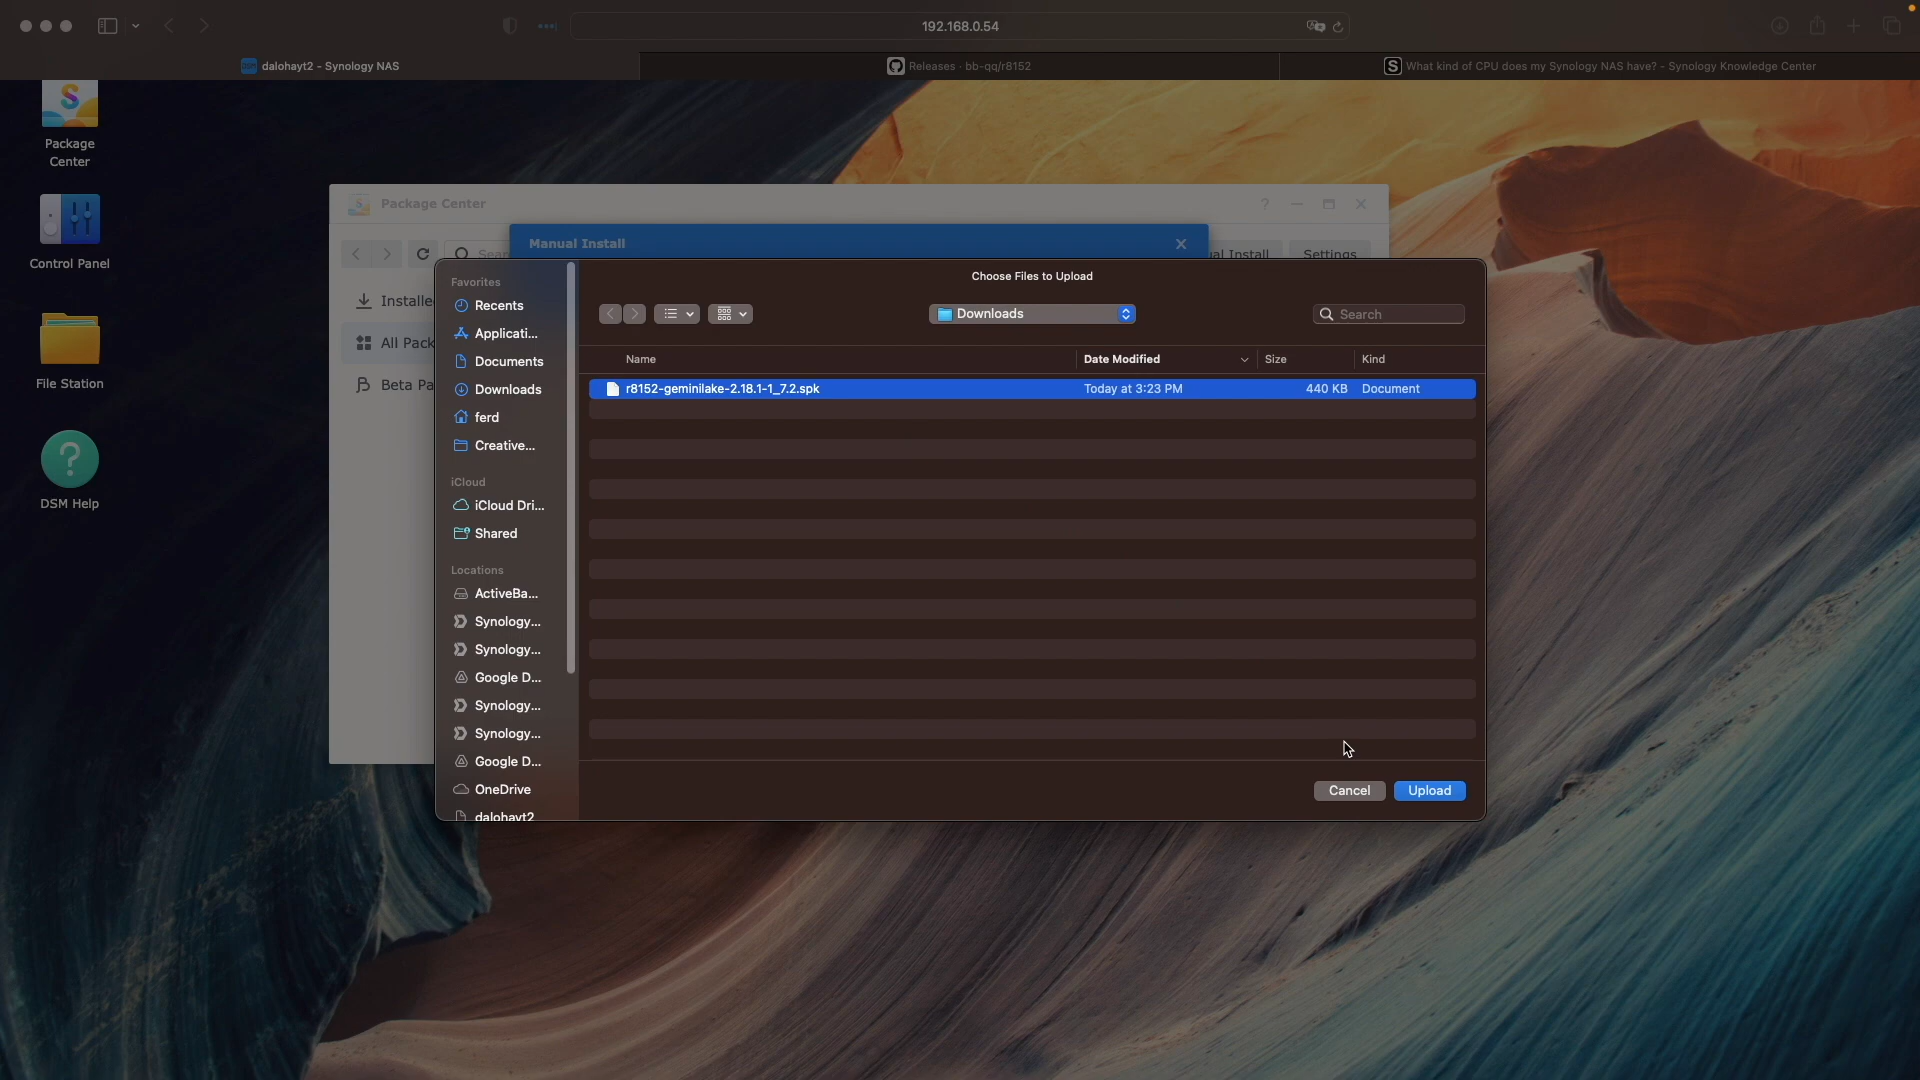 192.168.0.54
dalohayt2 - Synology NAS
Releases · bb-qq/r8152
What kind of CPU does my Synology NAS have? - Synology Knowledge Center
Package
Center
Control Panel
File Station
DSM Help
Package Center
Manual Install
Sear
ual Install
Settings
Installe
All Pack
Beta Pa
Choose Files to Upload
Downloads
Search
Name
Date Modified
Size
Kind
r8152-geminilake-2.18.1-1_7.2.spk
Today at 3:23 PM
440 KB
Document
Favorites
Recents
Applicati...
Documents
Downloads
ferd
Creative...
iCloud
iCloud Dri...
Shared
Locations
ActiveBa...
Synology...
Synology...
Google D...
Synology...
Synology...
Google D...
OneDrive
dalohayt2
Cancel
Upload